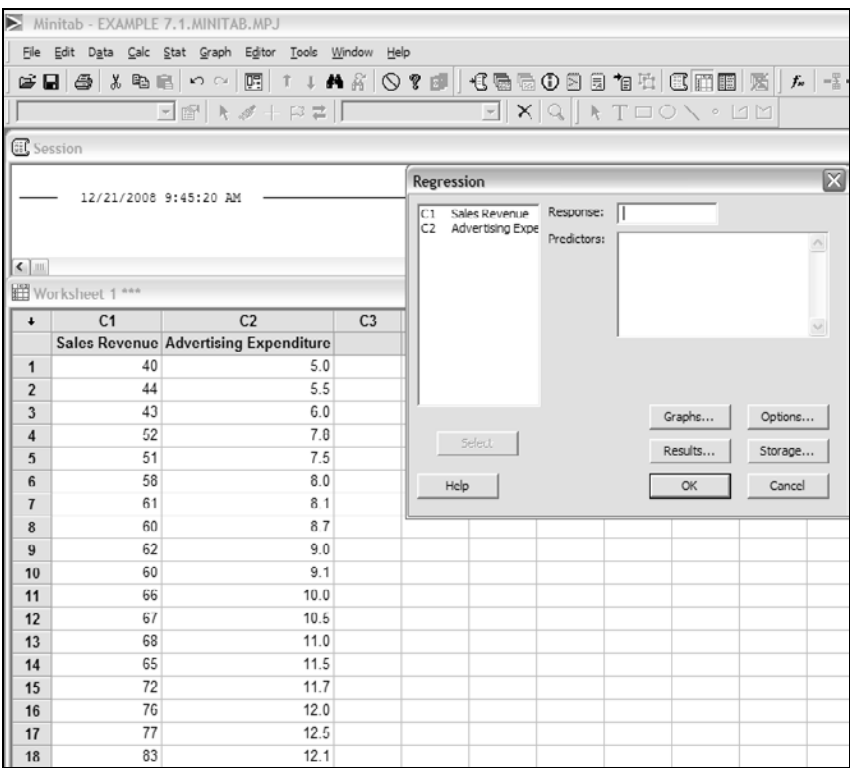 Minitab - EXAMPLE 7.1.MINITAB.MPJ
File Edit Data Calc Stat Graph Editor Tools Window Help
Session
12/21/2008 9:45:20 AM
Regression
C1 Sales Revenue
C2 Advertising Expe
Response:
Predictors:
Select
Graphs... Options...
Results... Storage...
Help OK Cancel
Worksheet 1 ***
C1 C2 C3
Sales Revenue Advertising Expenditure
1 40 5.0
2 44 5.5
3 43 6.0
4 52 7.8
5 51 7.5
6 58 8.0
7 61 8.1
8 60 8.7
9 62 9.0
10 60 9.1
11 66 10.0
12 67 10.5
13 68 11.0
14 65 11.5
15 72 11.7
16 76 12.0
17 77 12.5
18 83 12.1